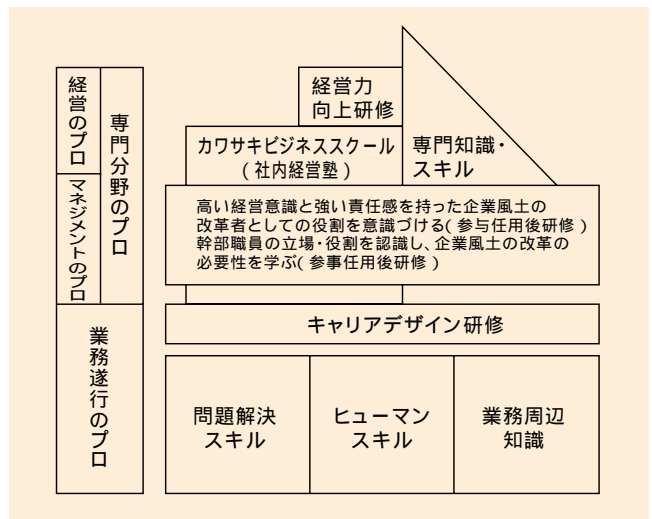 経営のプロ
マネジメントのプロ
専門分野のプロ
業務遂行のプロ
経営力
向上研修
カワサキビジネススクール
（社内経営塾）
専門知識・
スキル
高い経営意識と強い責任感を持った企業風土の
改革者としての役割を意識づける（参与任用後研修）
幹部職員の立場・役割を認識し、企業風土の改革の
必要性を学ぶ（参事任用後研修）
キャリアデザイン研修
問題解決
スキル
ヒューマン
スキル
業務周辺
知識